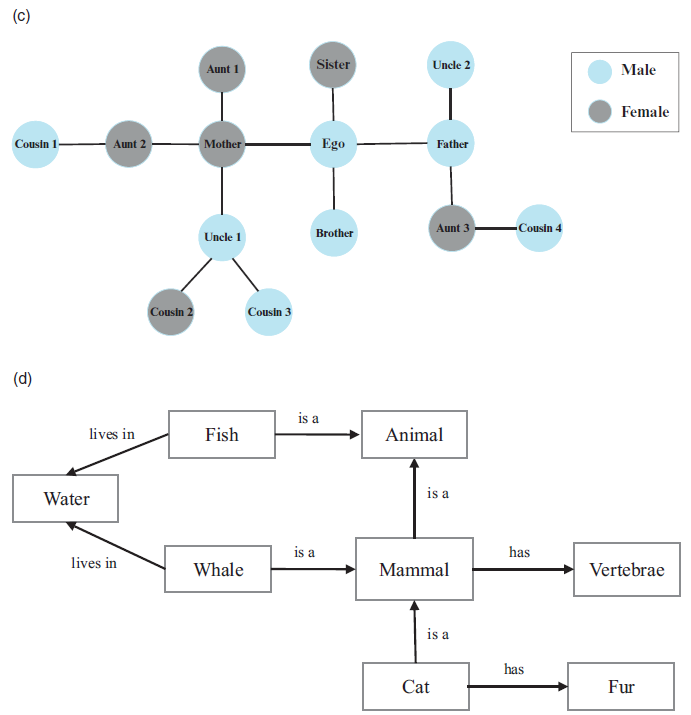 (c)
Aunt 1
Sister
Uncle 2
Male
Female
Cousin 1
Aunt 2
Mother
Ego
Father
Uncle 1
Brother
Aunt 3
Cousin 4
Cousin 2
Cousin 3
(d)
lives in
Fish
is a
Animal
Water
is a
lives in
Whale
is a
Mammal
has
Vertebrae
is a
Cat
has
Fur